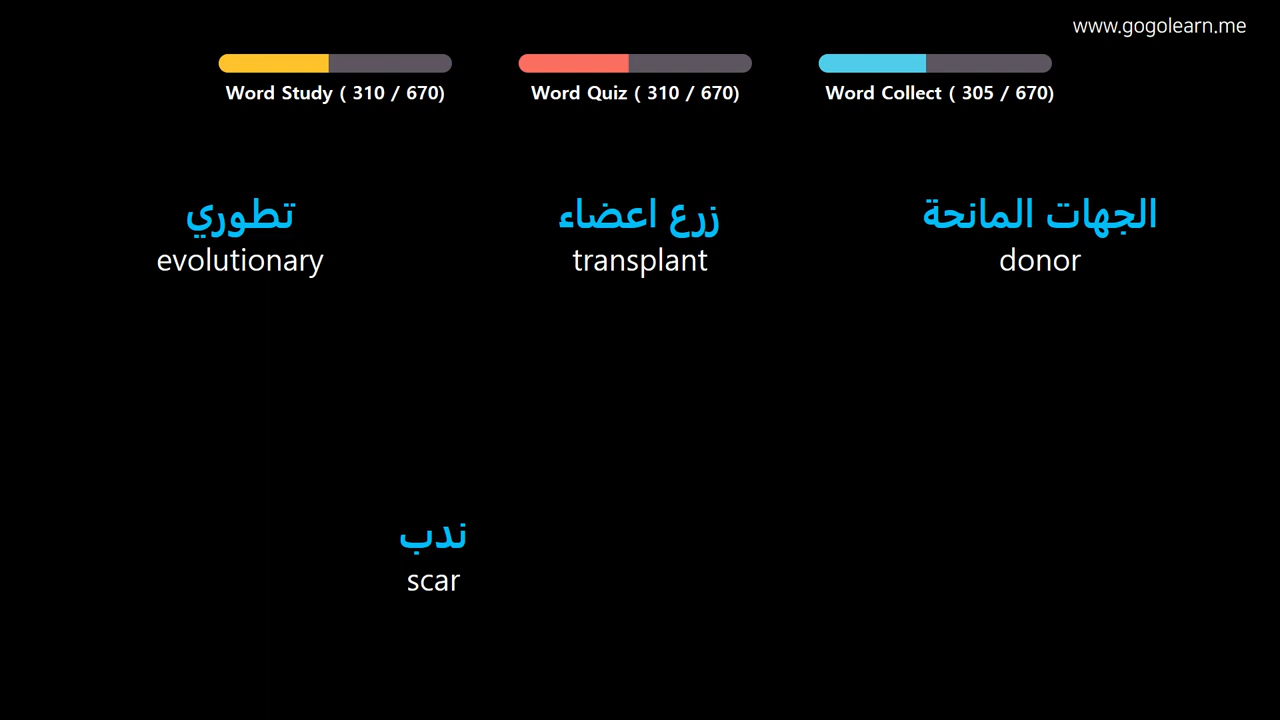 www.gogolearn.me
Word Study ( 310 / 670)
Word Quiz ( 310 / 670)
Word Collect ( 305 / 670)
تطوري
evolutionary
زرع اعضاء
transplant
الجهات المانحة
donor
ندب
scar